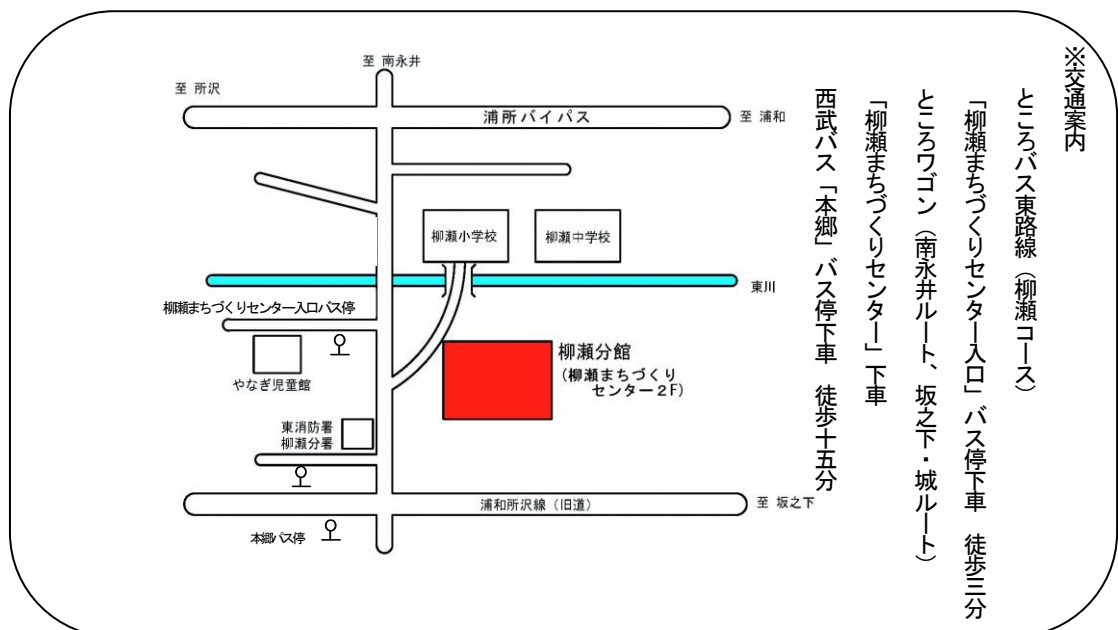 ※交通案内
ところバス東路線（柳瀬コース）
「柳瀬まちづくりセンター入口」バス停下車　徒歩三分
ところワゴン（南永井ルート、坂之下・城ルート）
「柳瀬まちづくりセンター」下車
西武バス「本郷」バス停下車　徒歩十五分
至 南永井
至 所沢
浦所バイパス
至 浦和
柳瀬小学校
柳瀬中学校
東川
柳瀬まちづくりセンター入口バス停
やなぎ児童館
柳瀬分館
（柳瀬まちづくり
センター２F）
東消防署
柳瀬分署
浦和所沢線（旧道）
至 坂之下
本郷バス停